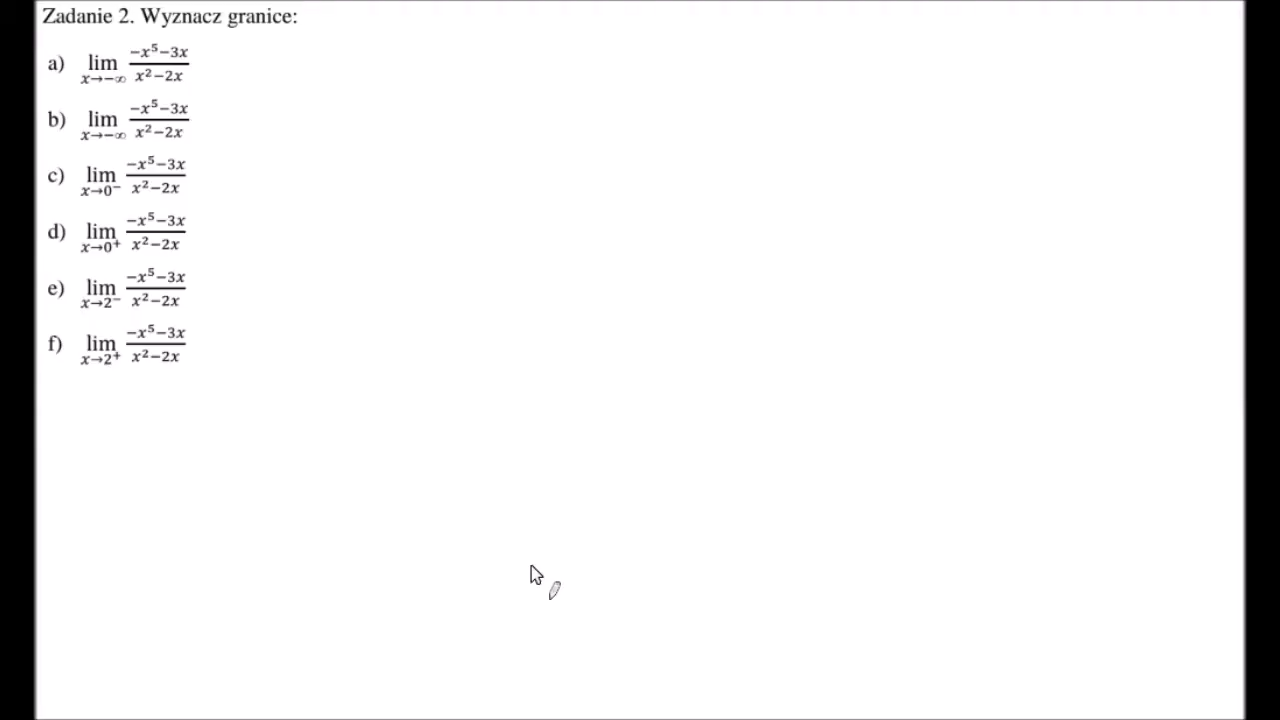 Zadanie 2. Wyznacz granice:
a) lim x→−∞ (−x⁵−3x)/(x²−2x)
b) lim x→−∞ (−x⁵−3x)/(x²−2x)
c) lim x→0⁻ (−x⁵−3x)/(x²−2x)
d) lim x→0⁺ (−x⁵−3x)/(x²−2x)
e) lim x→2⁻ (−x⁵−3x)/(x²−2x)
f) lim x→2⁺ (−x⁵−3x)/(x²−2x)